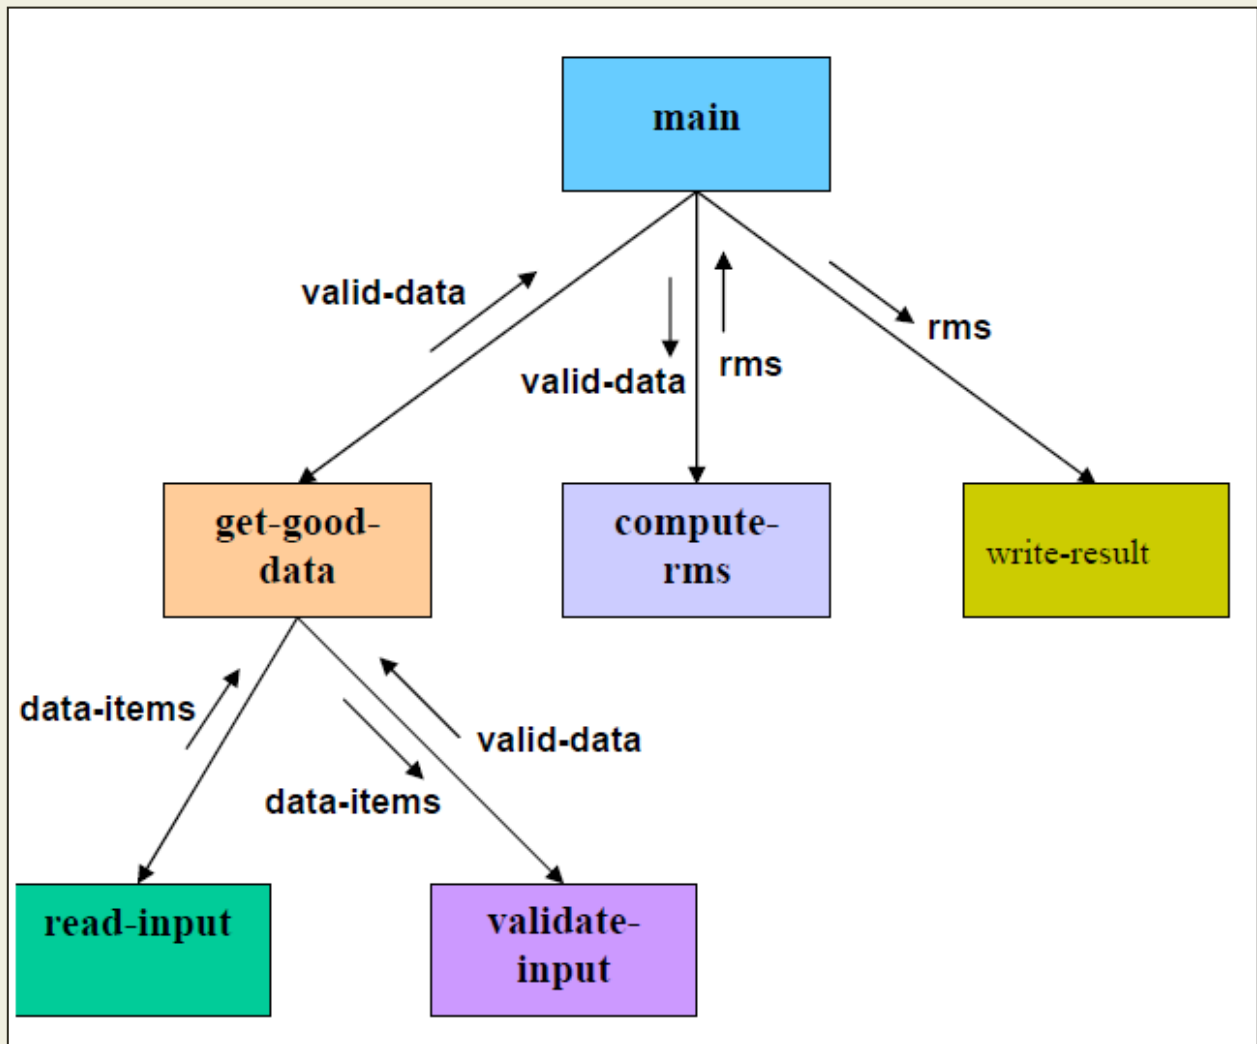 main
valid-data
valid-data
rms
rms
get-good-
data
compute-
rms
write-result
data-items
data-items
valid-data
read-input
validate-
input